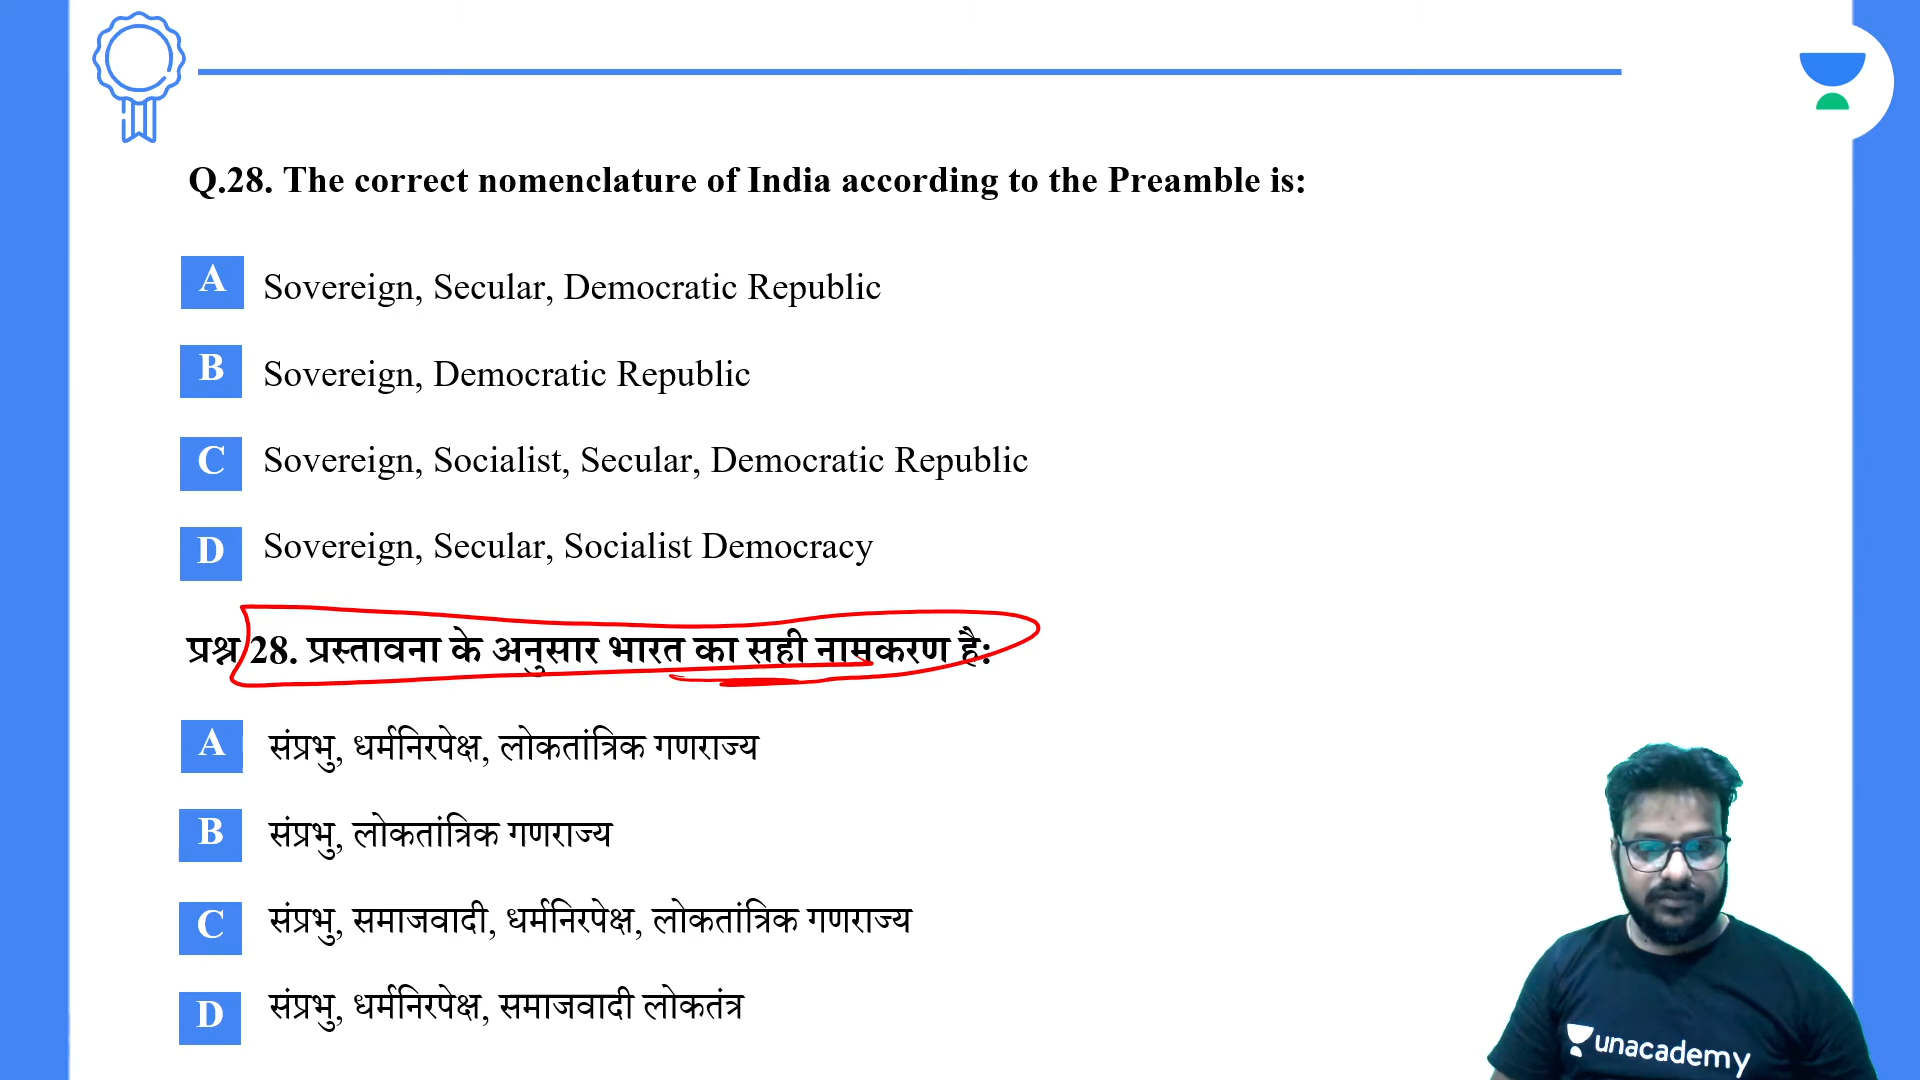 Q.28. The correct nomenclature of India according to the Preamble is:
A Sovereign, Secular, Democratic Republic
B Sovereign, Democratic Republic
C Sovereign, Socialist, Secular, Democratic Republic
D Sovereign, Secular, Socialist Democracy
प्रश्न 28. प्रस्तावना के अनुसार भारत का सही नामकरण है:
A संप्रभु, धर्मनिरपेक्ष, लोकतांत्रिक गणराज्य
B संप्रभु, लोकतांत्रिक गणराज्य
C संप्रभु, समाजवादी, धर्मनिरपेक्ष, लोकतांत्रिक गणराज्य
D संप्रभु, धर्मनिरपेक्ष, समाजवादी लोकतंत्र
unacademy